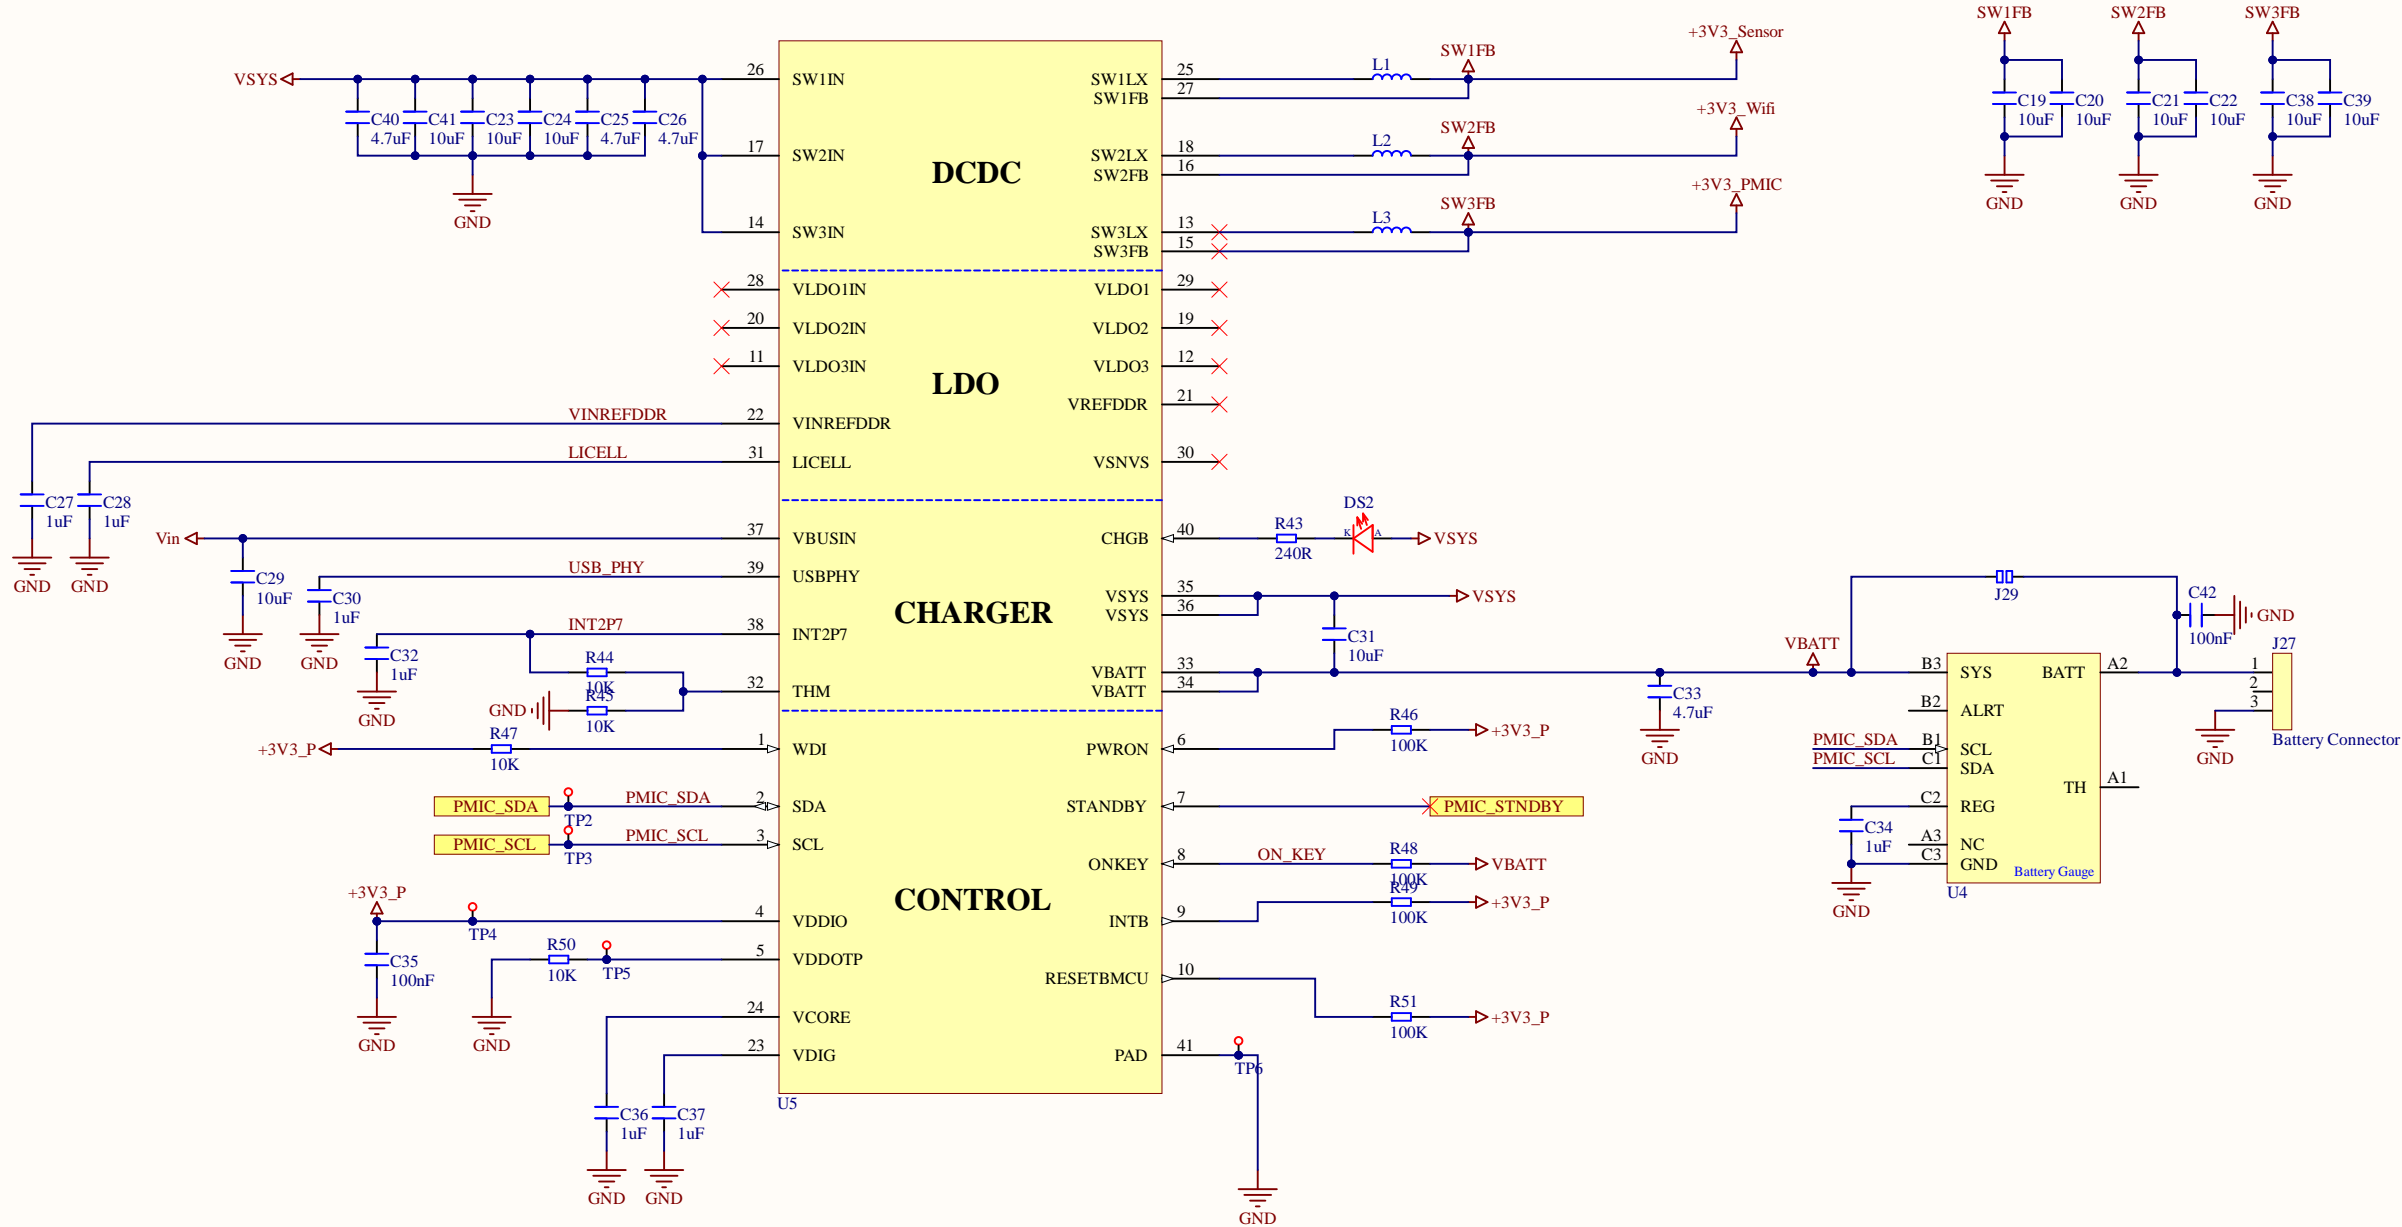 SW1FB
SW2FB
SW3FB
C19
10uF
C20
10uF
C21
10uF
C22
10uF
C38
10uF
C39
10uF
GND
GND
GND
VSYS
C40
4.7uF
C41
10uF
C23
10uF
C24
10uF
C25
4.7uF
C26
4.7uF
GND
26
SW1IN
17
SW2IN
14
SW3IN
DCDC
SW1LX
25
SW1FB
27
SW2LX
18
SW2FB
16
SW3LX
13
SW3FB
15
L1
SW1FB
+3V3_Sensor
L2
SW2FB
+3V3_Wifi
L3
SW3FB
+3V3_PMIC
28
VLDO1IN
20
VLDO2IN
11
VLDO3IN
LDO
VLDO1
29
VLDO2
19
VLDO3
12
VREFDDR
21
VSNVS
30
VINREFDDR
22
VINREFDDR
LICELL
31
LICELL
C27
1uF
C28
1uF
GND
GND
Vin
37
VBUSIN
C29
10uF
GND
USB_PHY
39
USBPHY
C30
1uF
GND
INT2P7
38
INT2P7
C32
1uF
GND
R44
10K
R45
10K
GND
32
THM
CHARGER
CHGB
40
R43
240R
DS2
K
A
VSYS
VSYS
35
VSYS
36
VSYS
C31
10uF
VBATT
33
VBATT
34
C33
4.7uF
GND
VBATT
J29
C42
100nF
GND
J27
1
2
3
Battery Connector
GND
B3
SYS
BATT
A2
B2
ALRT
PMIC_SDA
B1
SCL
PMIC_SCL
C1
SDA
TH
A1
C2
REG
C34
1uF
A3
NC
C3
GND
Battery Gauge
U4
GND
+3V3_P
R47
10K
1
WDI
PMIC_SDA
TP2
PMIC_SDA
2
SDA
PMIC_SCL
TP3
PMIC_SCL
3
SCL
+3V3_P
TP4
4
VDDIO
C35
100nF
GND
R50
10K
TP5
5
VDDOTP
GND
24
VCORE
23
VDIG
C36
1uF
C37
1uF
GND
GND
CONTROL
PWRON
6
R46
100K
+3V3_P
STANDBY
7
PMIC_STNDBY
ONKEY
8
ON_KEY
R48
100K
VBATT
INTB
9
R49
100K
+3V3_P
RESETBMCU
10
R51
100K
+3V3_P
PAD
41
TP6
GND
U5